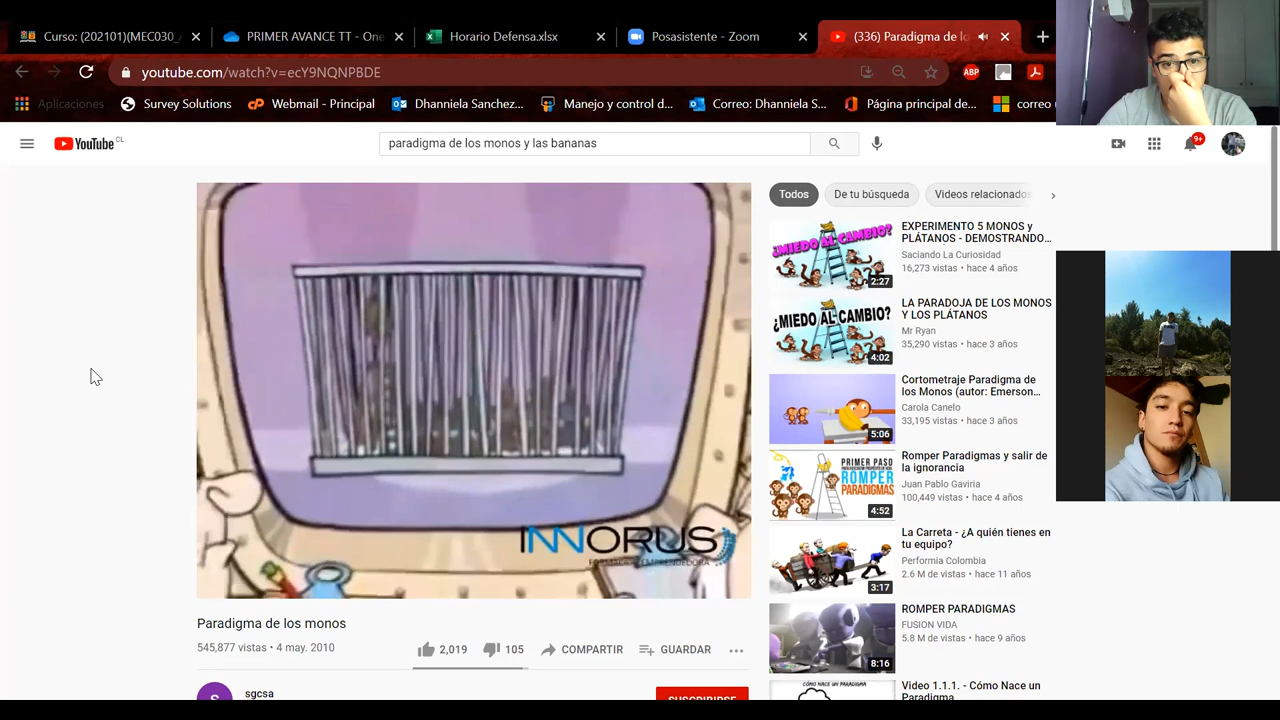 Curso: (202101)(MEC030_
PRIMER AVANCE TT - One
Horario Defensa.xlsx
Posasistente - Zoom
(336) Paradigma de lo
youtube.com/watch?v=ecY9NQNPBDE
ABP
Aplicaciones
Survey Solutions
Webmail - Principal
Dhanniela Sanchez...
Manejo y control d...
Correo: Dhanniela S...
Página principal de...
correo
YouTube CL
paradigma de los monos y las bananas
9+
INNORUS
Todos
De tu búsqueda
Videos relacionados
¿MIEDO AL CAMBIO?
2:27
EXPERIMENTO 5 MONOS y
PLÁTANOS - DEMOSTRANDO...
Saciando La Curiosidad
16,273 vistas • hace 4 años
¿MIEDO AL CAMBIO?
4:02
LA PARADOJA DE LOS MONOS
Y LOS PLÁTANOS
Mr Ryan
35,290 vistas • hace 3 años
5:06
Cortometraje Paradigma de
los Monos (autor: Emerson...
Carola Canelo
33,195 vistas • hace 3 años
PRIMER PASO
ROMPER
PARADIGMAS
4:52
Romper Paradigmas y salir de
la ignorancia
Juan Pablo Gaviria
100,449 vistas • hace 4 años
3:17
La Carreta - ¿A quién tienes en
tu equipo?
Performia Colombia
2.6 M de vistas • hace 11 años
8:16
ROMPER PARADIGMAS
FUSION VIDA
5.8 M de vistas • hace 9 años
CÓMO NACE UN PARADIGMA
Video 1.1.1. - Cómo Nace un
Paradigma
Paradigma de los monos
545,877 vistas • 4 may. 2010
2,019
105
COMPARTIR
GUARDAR
...
S
sgcsa
SUSCRIBIRSE